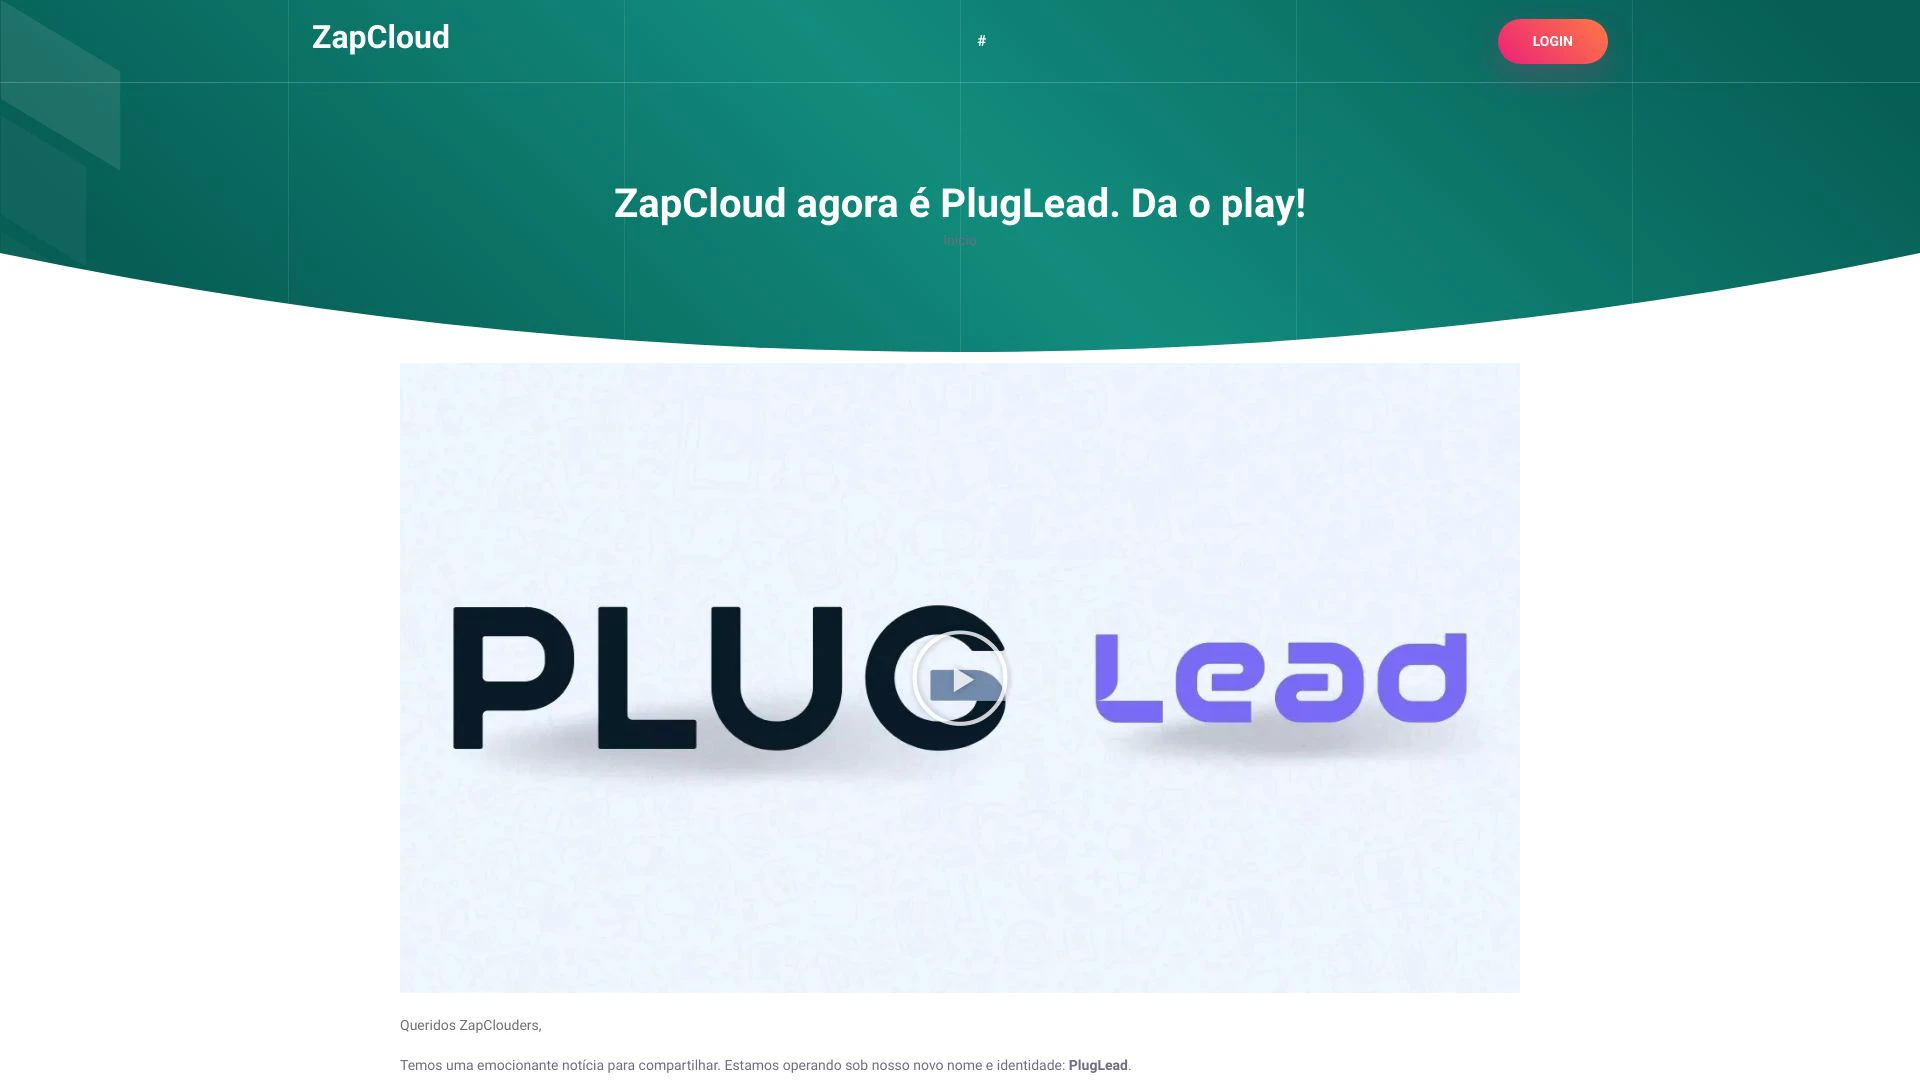 ZapCloud
#
LOGIN
ZapCloud agora é PlugLead. Da o play!
Início
PLUG Lead
Queridos ZapClouders,
Temos uma emocionante notícia para compartilhar. Estamos operando sob nosso novo nome e identidade: PlugLead.